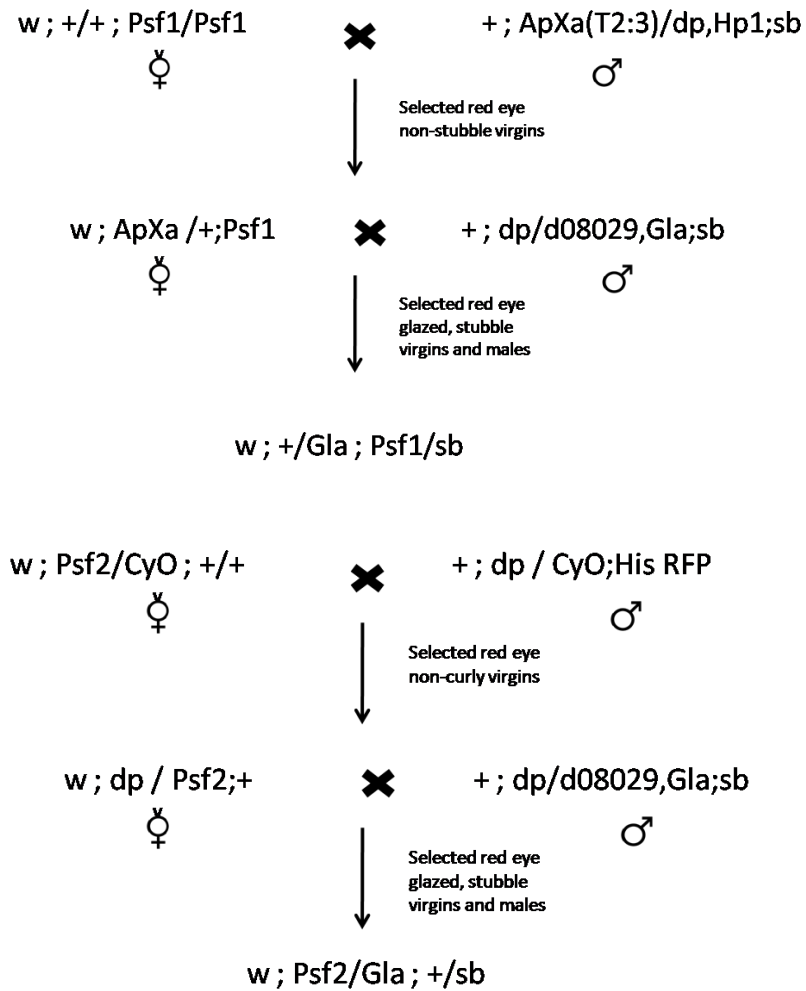 w ; +/+ ; Psf1/Psf1 ✖ + ; ApXa(T2:3)/dp,Hp1;sb
☿ ♂
Selected red eye
non-stubble virgins
w ; ApXa /+;Psf1 ✖ + ; dp/d08029,Gla;sb
☿ ♂
Selected red eye
glazed, stubble
virgins and males
w ; +/Gla ; Psf1/sb
w ; Psf2/CyO ; +/+ ✖ + ; dp / CyO;His RFP
☿ ♂
Selected red eye
non-curly virgins
w ; dp / Psf2;+ ✖ + ; dp/d08029,Gla;sb
☿ ♂
Selected red eye
glazed, stubble
virgins and males
w ; Psf2/Gla ; +/sb